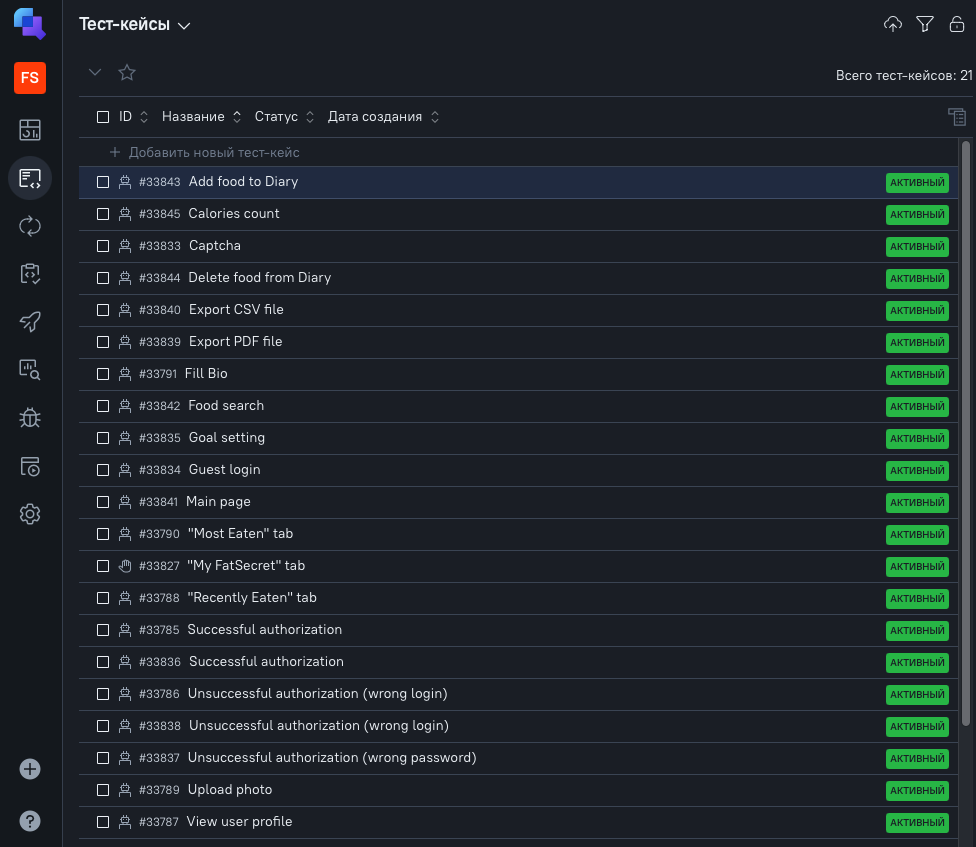 Тест-кейсы
FS
Всего тест-кейсов: 21
ID Название Статус Дата создания
+ Добавить новый тест-кейс
#33843 Add food to Diary АКТИВНЫЙ
#33845 Calories count АКТИВНЫЙ
#33833 Captcha АКТИВНЫЙ
#33844 Delete food from Diary АКТИВНЫЙ
#33840 Export CSV file АКТИВНЫЙ
#33839 Export PDF file АКТИВНЫЙ
#33791 Fill Bio АКТИВНЫЙ
#33842 Food search АКТИВНЫЙ
#33835 Goal setting АКТИВНЫЙ
#33834 Guest login АКТИВНЫЙ
#33841 Main page АКТИВНЫЙ
#33790 "Most Eaten" tab АКТИВНЫЙ
#33827 "My FatSecret" tab АКТИВНЫЙ
#33788 "Recently Eaten" tab АКТИВНЫЙ
#33785 Successful authorization АКТИВНЫЙ
#33836 Successful authorization АКТИВНЫЙ
#33786 Unsuccessful authorization (wrong login) АКТИВНЫЙ
#33838 Unsuccessful authorization (wrong login) АКТИВНЫЙ
#33837 Unsuccessful authorization (wrong password) АКТИВНЫЙ
#33789 Upload photo АКТИВНЫЙ
#33787 View user profile АКТИВНЫЙ